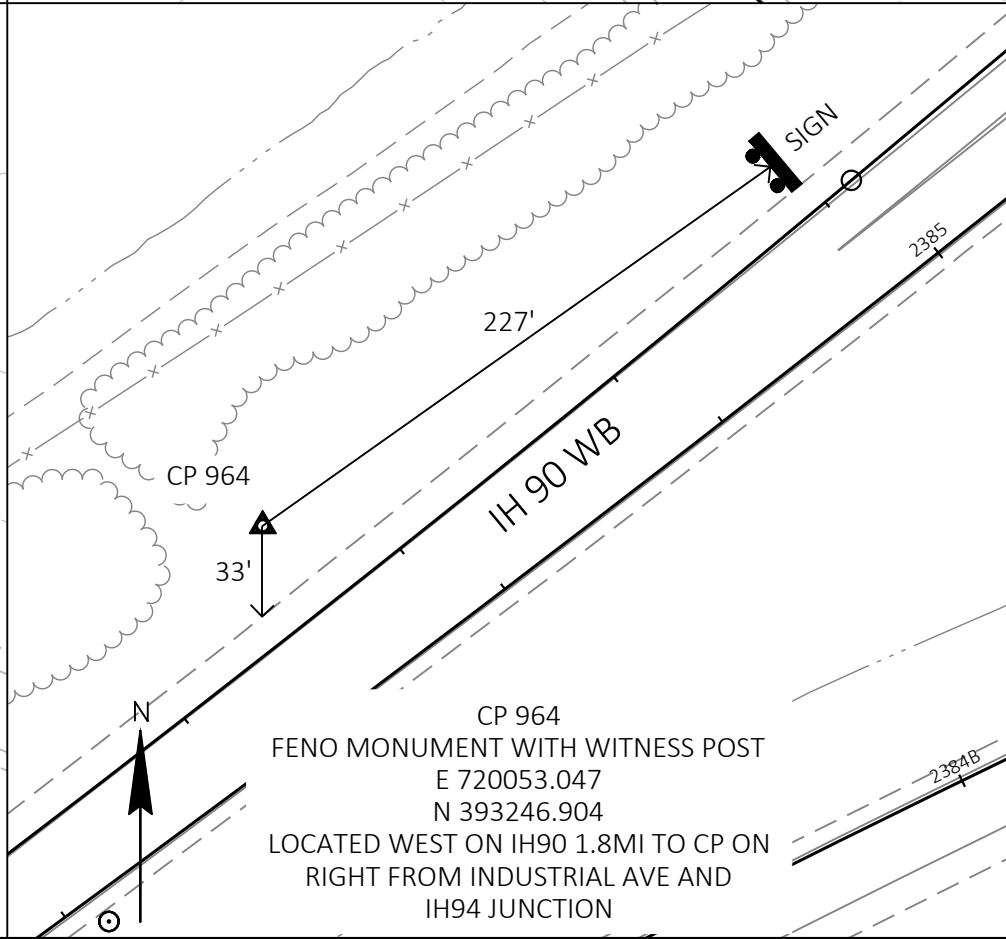 SIGN
2385
227'
IH 90 WB
CP 964
33'
N
CP 964
FENO MONUMENT WITH WITNESS POST
E 720053.047
N 393246.904
LOCATED WEST ON IH90 1.8MI TO CP ON
RIGHT FROM INDUSTRIAL AVE AND
IH94 JUNCTION
2384B